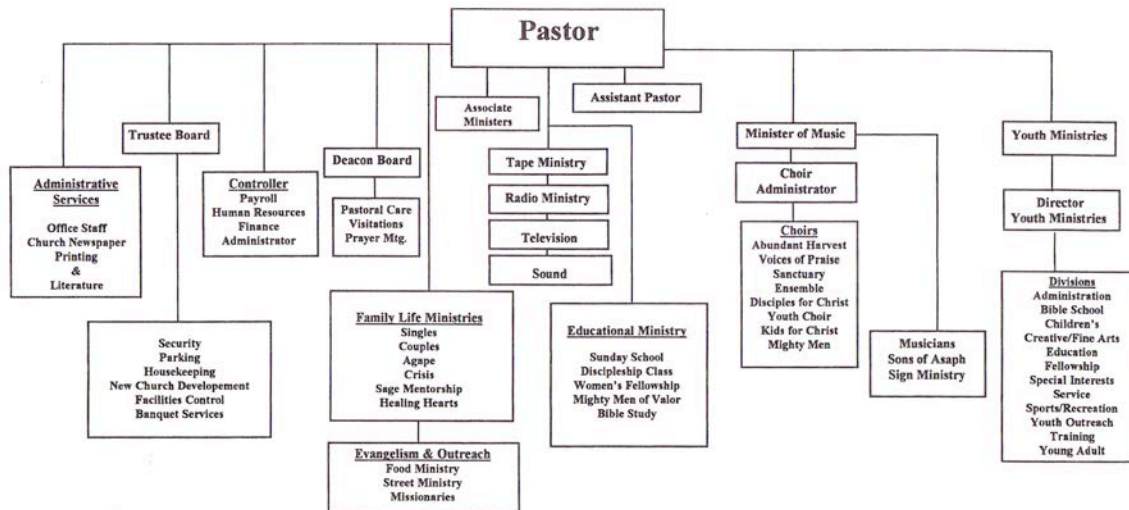 Pastor
Associate
Ministers
Assistant Pastor
Trustee Board
Deacon Board
Minister of Music
Youth Ministries
Administrative
Services
Office Staff
Church Newspaper
Printing
&
Literature
Controller
Payroll
Human Resources
Finance
Administrator
Pastoral Care
Visitations
Prayer Mtg.
Tape Ministry
Radio Ministry
Television
Sound
Choir
Administrator
Director
Youth Ministries
Security
Parking
Housekeeping
New Church Developement
Facilities Control
Banquet Services
Family Life Ministries
Singles
Couples
Agape
Crisis
Sage Mentorship
Healing Hearts
Evangelism & Outreach
Food Ministry
Street Ministry
Missionaries
Educational Ministry
Sunday School
Discipleship Class
Women's Fellowship
Mighty Men of Valor
Bible Study
Choirs
Abundant Harvest
Voices of Praise
Sanctuary
Ensemble
Disciples for Christ
Youth Choir
Kids for Christ
Mighty Men
Musicians
Sons of Asaph
Sign Ministry
Divisions
Administration
Bible School
Children's
Creative/Fine Arts
Education
Fellowship
Special Interests
Service
Sports/Recreation
Youth Outreach
Training
Young Adult